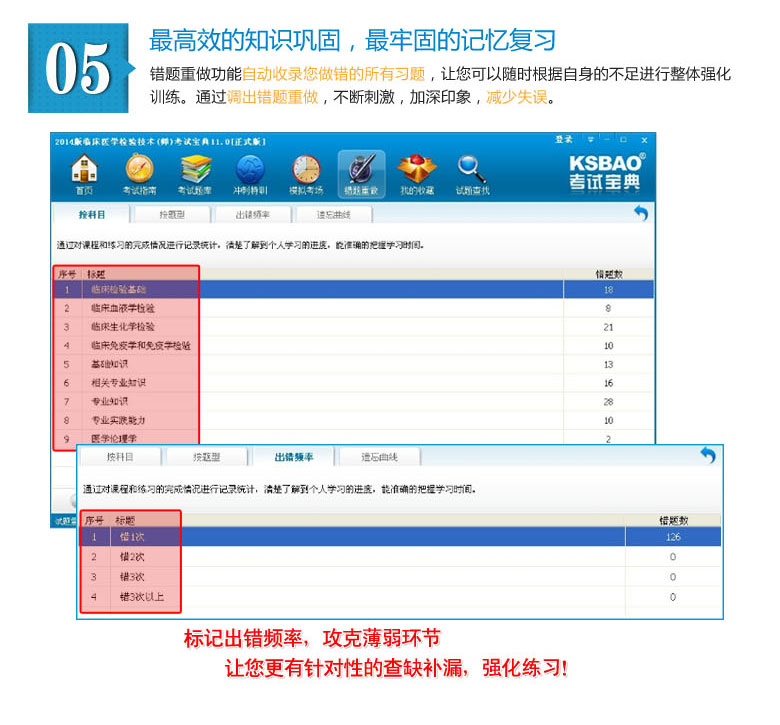 05
最高效的知识巩固，最牢固的记忆复习
错题重做功能自动收录您做错的所有习题，让您可以随时根据自身的不足进行整体强化
训练。通过调出错题重做，不断刺激，加深印象，减少失误。
2014版临床医学检验技术(师)考试宝典11.0[正式版]
登录
首页 考试指南 考试题库 冲刺特训 模拟考场 错题重做 我的收藏 试题查找
KSBAO®
考试宝典
按科目 按题型 出错频率 遗忘曲线
通过对课程和练习的完成情况进行记录统计，清楚了解到个人学习的进度，能准确的把握学习时间。
序号 标题 错题数
1 临床检验基础 18
2 临床血液学检验 8
3 临床生化学检验 21
4 临床免疫学和免疫学检验 10
5 基础知识 13
6 相关专业知识 16
7 专业知识 28
8 专业实践能力 10
9 医学伦理学 2
按科目 按题型 出错频率 遗忘曲线
通过对课程和练习的完成情况进行记录统计，清楚了解到个人学习的进度，能准确的把握学习时间。
序号 标题 错题数
1 错1次 126
2 错2次 0
3 错3次 0
4 错3次以上 0
标记出错频率，攻克薄弱环节
让您更有针对性的查缺补漏，强化练习!